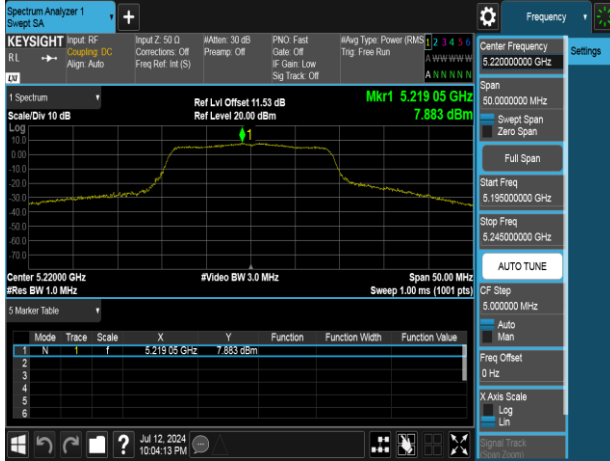 Spectrum Analyzer 1
Swept SA
+
Frequency
KEYSIGHT
RL
LXI
Input: RF
Coupling: DC
Align: Auto
Input Z: 50 Ω
Corrections: Off
Freq Ref: Int (S)
#Atten: 30 dB
Preamp: Off
PNO: Fast
Gate: Off
IF Gain: Low
Sig Track: Off
#Avg Type: Power (RMS
Trig: Free Run
1 2 3 4 5 6
A W W W W W
A N N N N N
Center Frequency
5.220000000 GHz
Settings
1 Spectrum
Scale/Div 10 dB
Ref Lvl Offset 11.53 dB
Ref Level 20.00 dBm
Mkr1 5.219 05 GHz
7.883 dBm
Span
50.0000000 MHz
Swept Span
Zero Span
Log
10.0
0.00
-10.0
-20.0
-30.0
-40.0
-50.0
-60.0
-70.0
1
Full Span
Start Freq
5.195000000 GHz
Stop Freq
5.245000000 GHz
AUTO TUNE
Center 5.22000 GHz
#Res BW 1.0 MHz
#Video BW 3.0 MHz
Span 50.00 MHz
Sweep 1.00 ms (1001 pts)
CF Step
5.000000 MHz
Auto
Man
5 Marker Table
Mode Trace Scale X Y Function Function Width Function Value
1 N 1 f 5.219 05 GHz 7.883 dBm
2
3
4
5
6
Freq Offset
0 Hz
X Axis Scale
Log
Lin
Signal Track
(Span Zoom)
?
Jul 12, 2024
10:04:13 PM